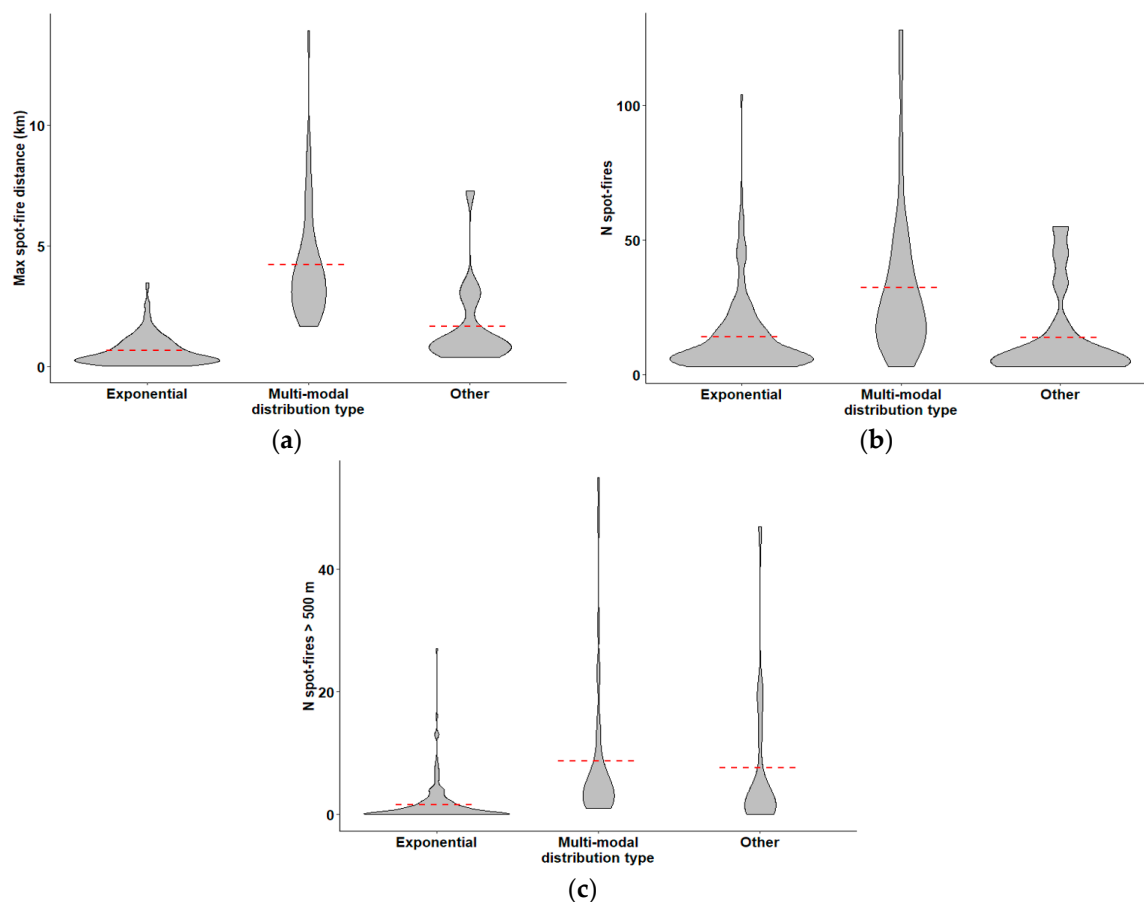 Max spot-fire distance (km)
10
5
0
Exponential
Multi-modal
Other
distribution type
(a)
N spot-fires
100
50
0
Exponential
Multi-modal
Other
distribution type
(b)
N spot-fires > 500 m
40
20
0
Exponential
Multi-modal
Other
distribution type
(c)